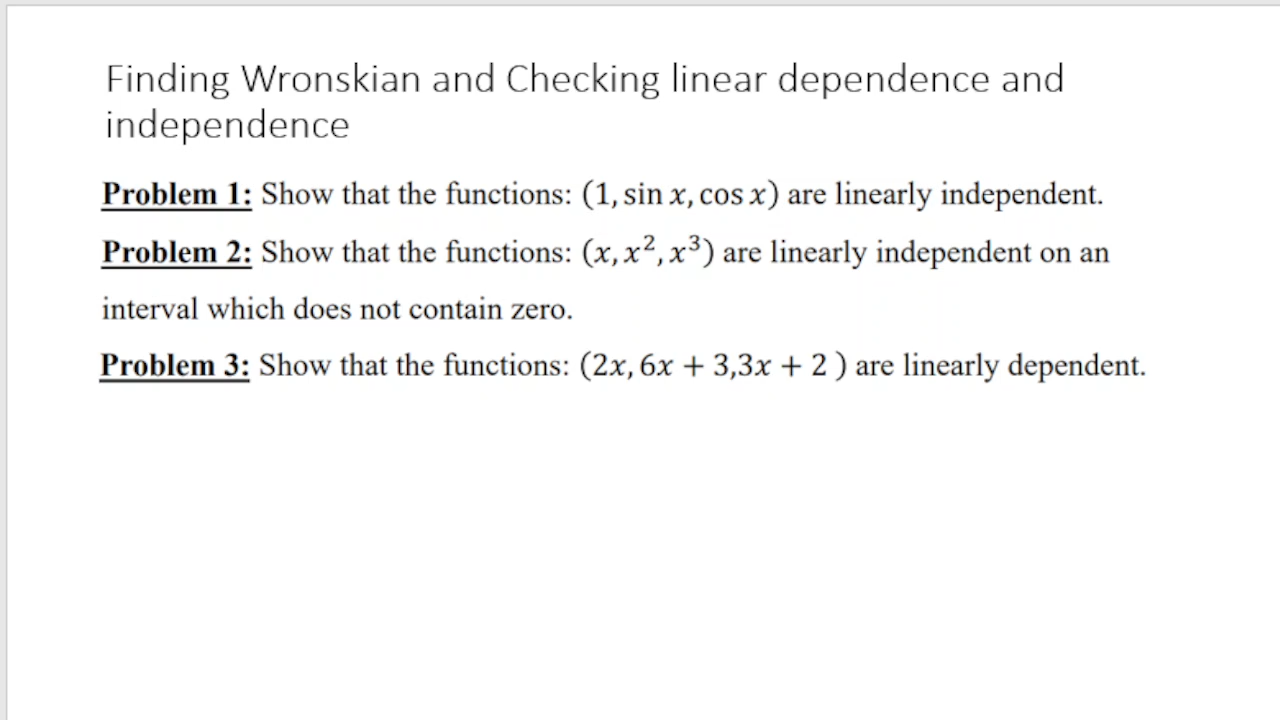 Finding Wronskian and Checking linear dependence and
independence
Problem 1: Show that the functions: (1, sin x, cos x) are linearly independent.
Problem 2: Show that the functions: (x, x², x³) are linearly independent on an
interval which does not contain zero.
Problem 3: Show that the functions: (2x, 6x + 3,3x + 2 ) are linearly dependent.